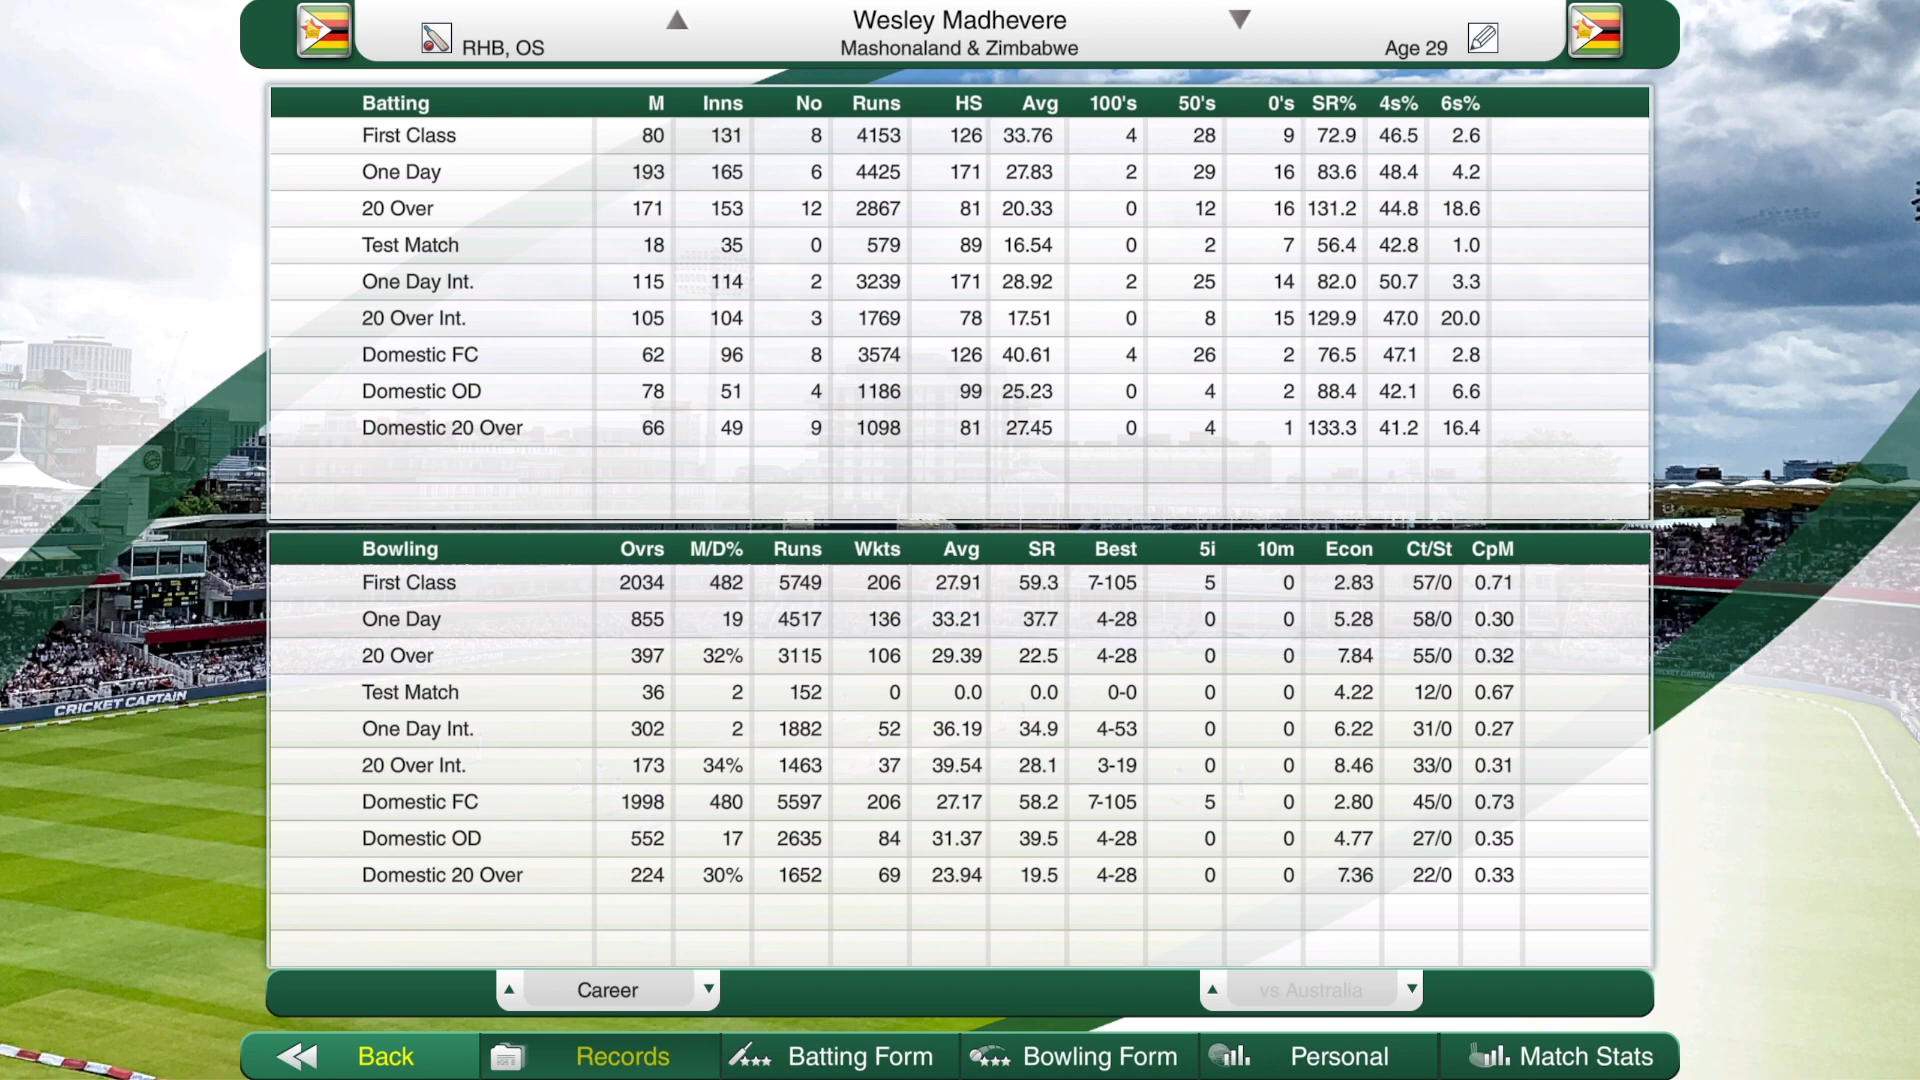 Wesley Madhevere
RHB, OS Mashonaland & Zimbabwe Age 29
Batting M Inns No Runs HS Avg 100's 50's 0's SR% 4s% 6s%
First Class 80 131 8 4153 126 33.76 4 28 9 72.9 46.5 2.6
One Day 193 165 6 4425 171 27.83 2 29 16 83.6 48.4 4.2
20 Over 171 153 12 2867 81 20.33 0 12 16 131.2 44.8 18.6
Test Match 18 35 0 579 89 16.54 0 2 7 56.4 42.8 1.0
One Day Int. 115 114 2 3239 171 28.92 2 25 14 82.0 50.7 3.3
20 Over Int. 105 104 3 1769 78 17.51 0 8 15 129.9 47.0 20.0
Domestic FC 62 96 8 3574 126 40.61 4 26 2 76.5 47.1 2.8
Domestic OD 78 51 4 1186 99 25.23 0 4 2 88.4 42.1 6.6
Domestic 20 Over 66 49 9 1098 81 27.45 0 4 1 133.3 41.2 16.4
Bowling Ovrs M/D% Runs Wkts Avg SR Best 5i 10m Econ Ct/St CpM
First Class 2034 482 5749 206 27.91 59.3 7-105 5 0 2.83 57/0 0.71
One Day 855 19 4517 136 33.21 37.7 4-28 0 0 5.28 58/0 0.30
20 Over 397 32% 3115 106 29.39 22.5 4-28 0 0 7.84 55/0 0.32
Test Match 36 2 152 0 0.0 0.0 0-0 0 0 4.22 12/0 0.67
One Day Int. 302 2 1882 52 36.19 34.9 4-53 0 0 6.22 31/0 0.27
20 Over Int. 173 34% 1463 37 39.54 28.1 3-19 0 0 8.46 33/0 0.31
Domestic FC 1998 480 5597 206 27.17 58.2 7-105 5 0 2.80 45/0 0.73
Domestic OD 552 17 2635 84 31.37 39.5 4-28 0 0 4.77 27/0 0.35
Domestic 20 Over 224 30% 1652 69 23.94 19.5 4-28 0 0 7.36 22/0 0.33
CRICKET CAPTAIN
Career vs Australia
Back Records Batting Form Bowling Form Personal Match Stats